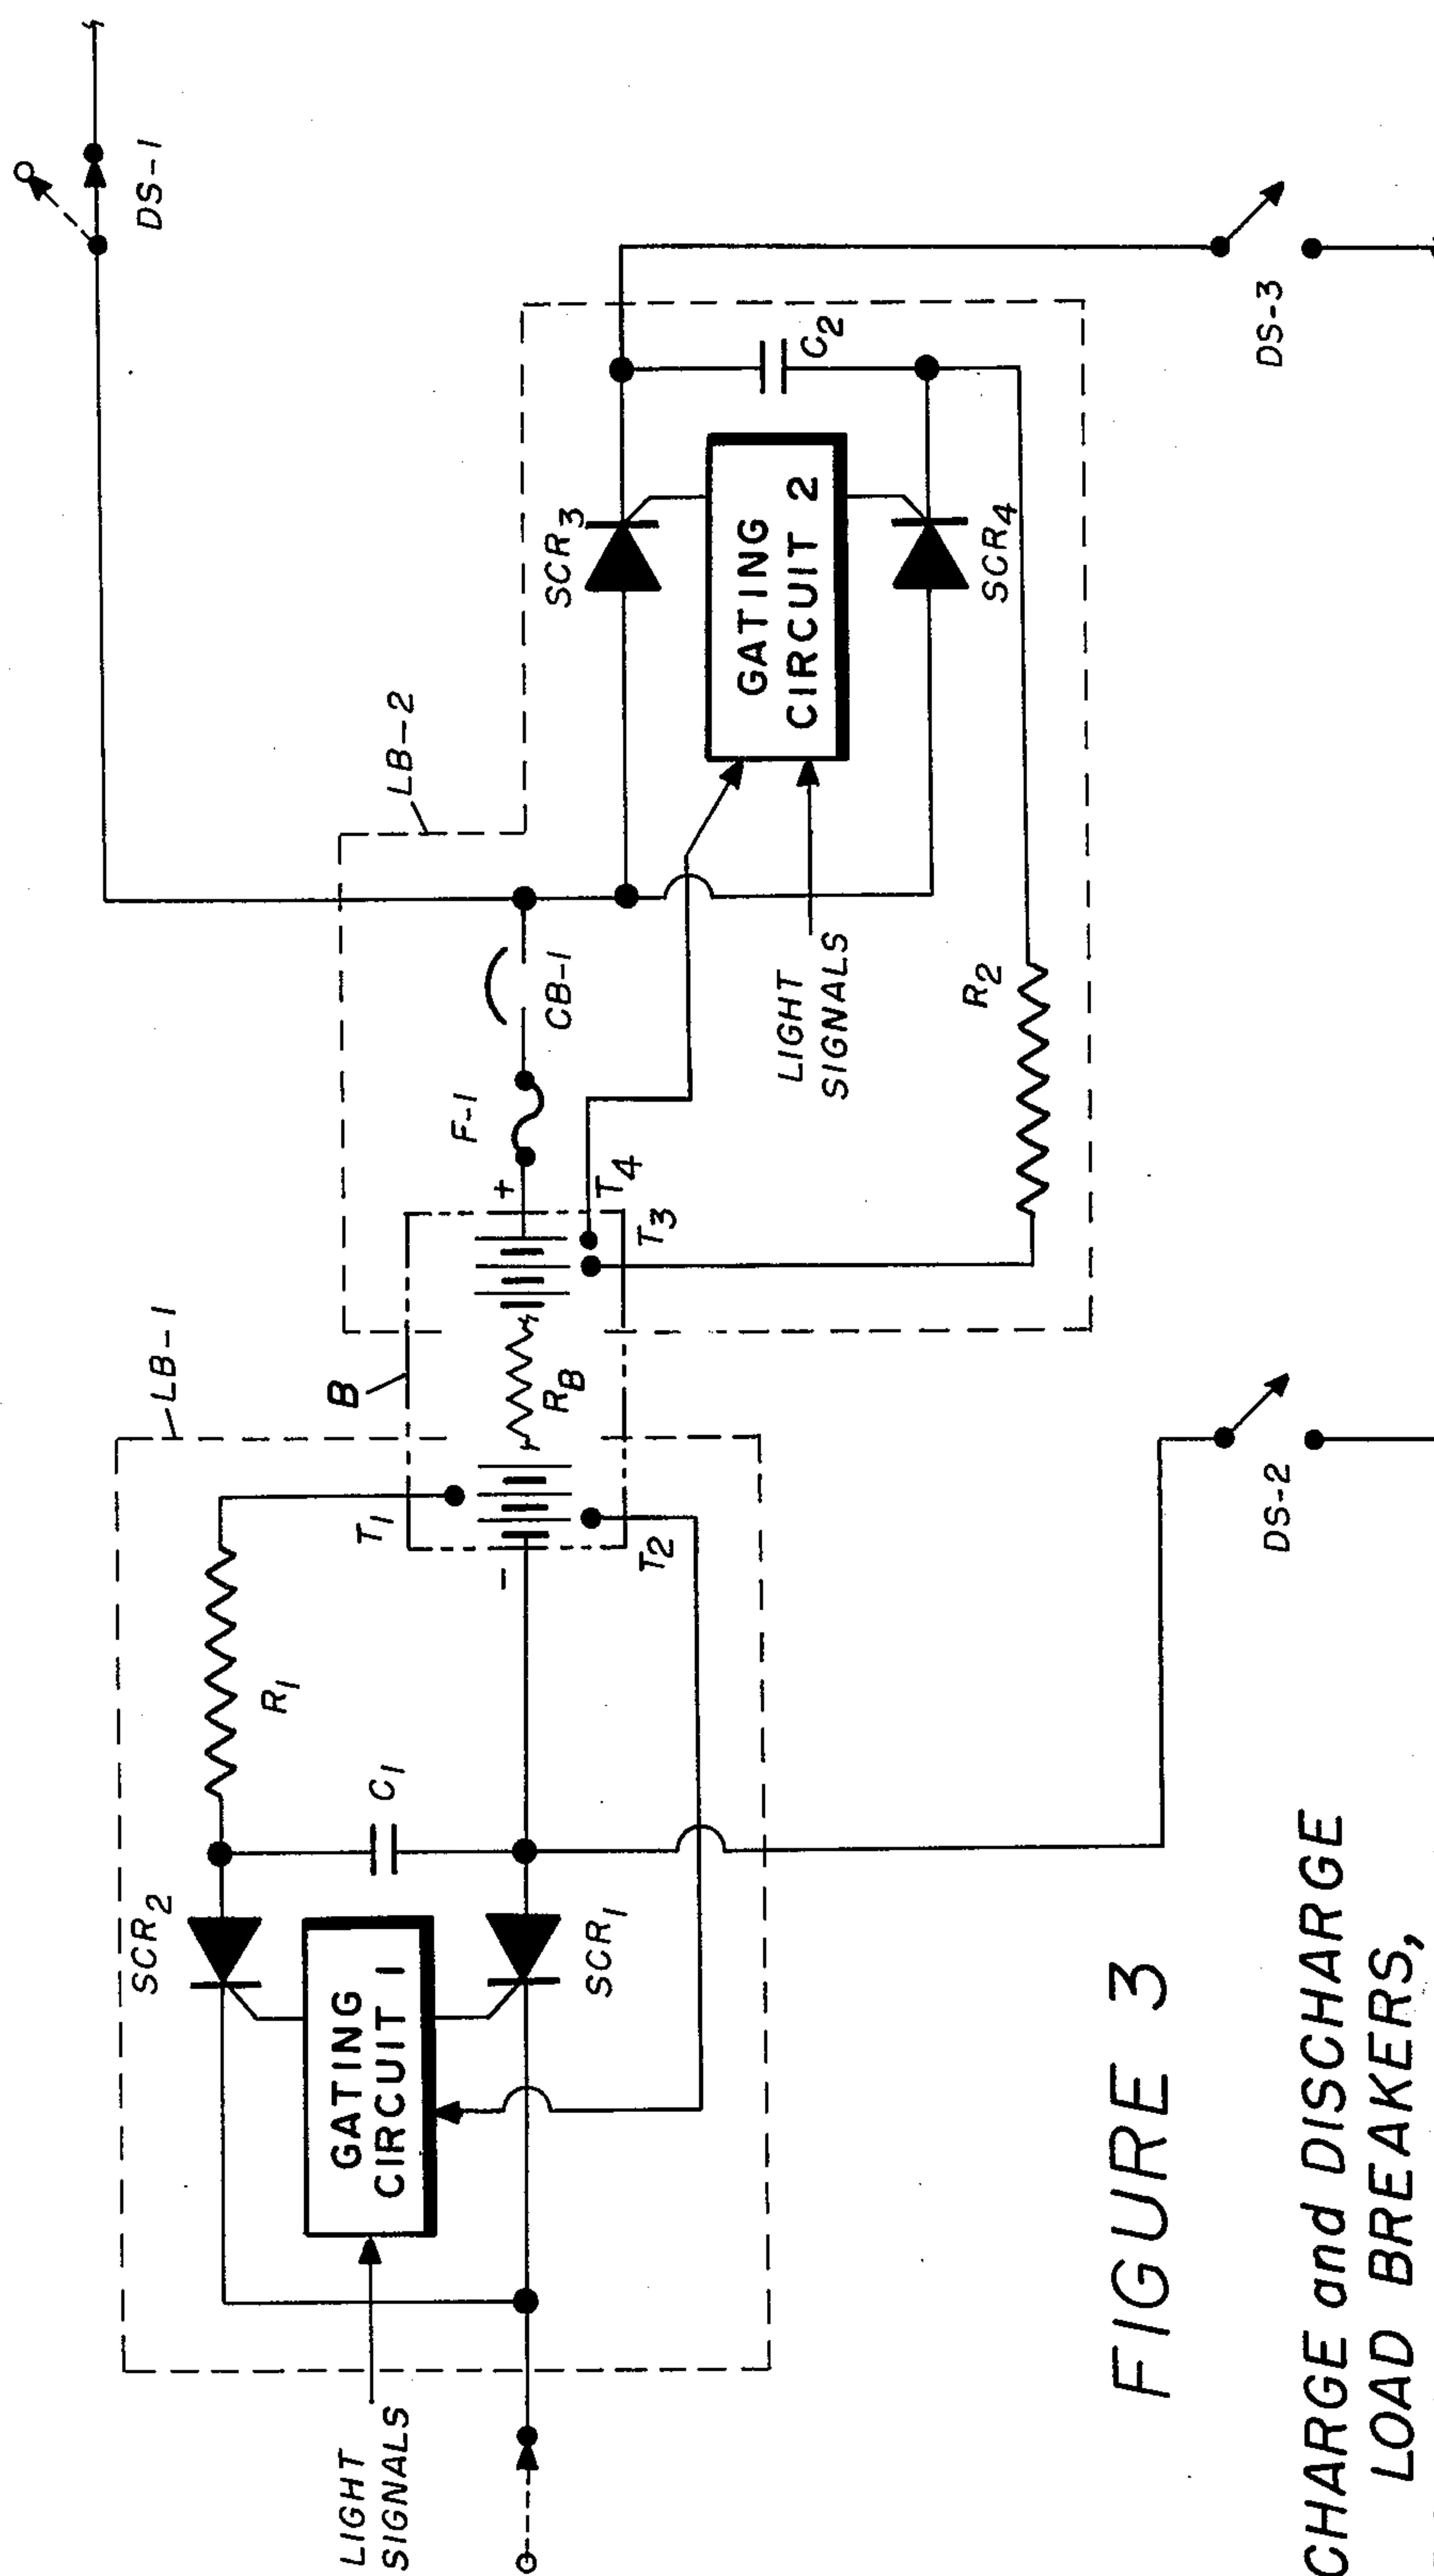 DS-1
LB-2
SCR3
C2
GATING
CIRCUIT 2
SCR4
DS-3
LIGHT
SIGNALS
R2
F-1
CB-1
+
T4
T3
LB-1
B
RB
T1
T2
-
R1
C1
SCR2
GATING
CIRCUIT 1
SCR1
LIGHT
SIGNALS
DS-2
FIGURE 3
CHARGE and DISCHARGE
LOAD BREAKERS,